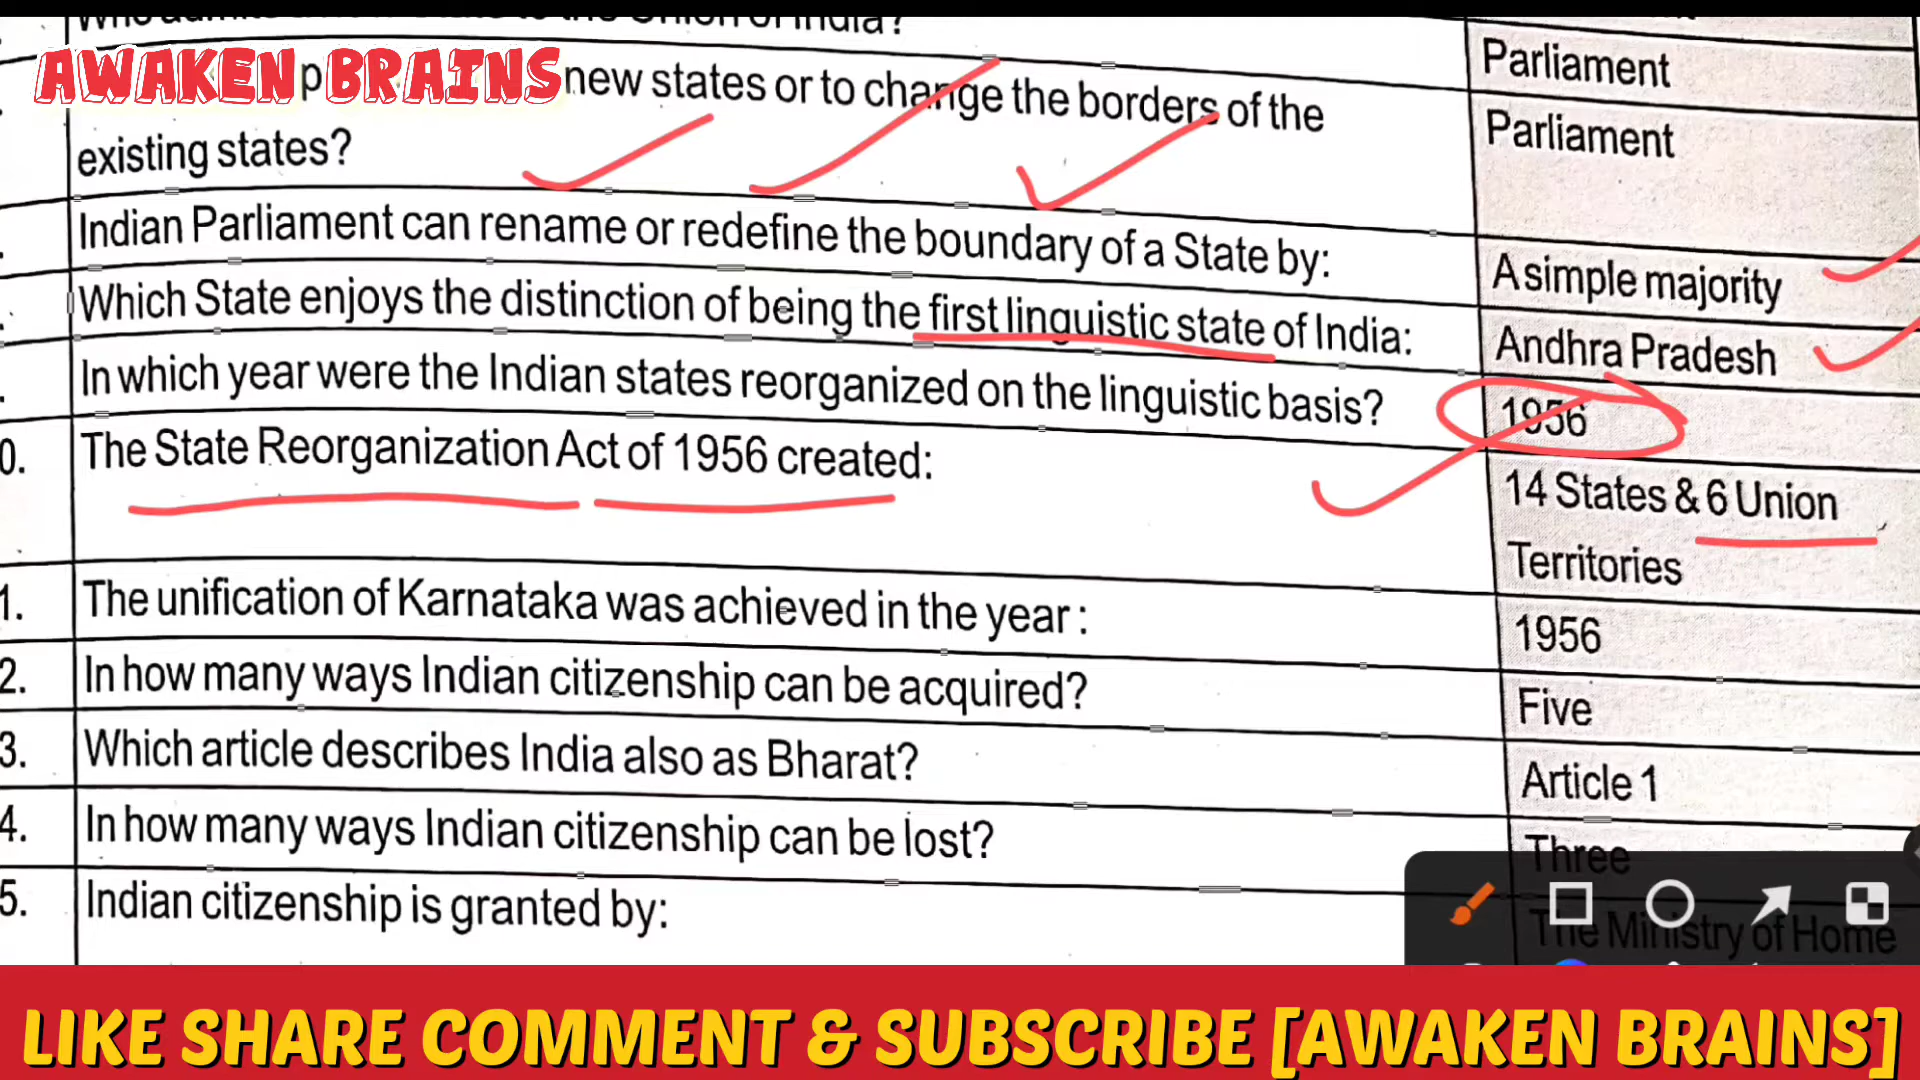 to the Union of India?
Parliament
AWAKEN BRAINS
new states or to change the borders of the
existing states?
Parliament
Indian Parliament can rename or redefine the boundary of a State by:
A simple majority
Which State enjoys the distinction of being the first linguistic state of India:
Andhra Pradesh
In which year were the Indian states reorganized on the linguistic basis?
1956
0.
The State Reorganization Act of 1956 created:
14 States & 6 Union
Territories
1.
The unification of Karnataka was achieved in the year :
1956
2.
In how many ways Indian citizenship can be acquired?
Five
3.
Which article describes India also as Bharat?
Article 1
4.
In how many ways Indian citizenship can be lost?
Three
5.
Indian citizenship is granted by:
The Ministry of Home
LIKE SHARE COMMENT & SUBSCRIBE [AWAKEN BRAINS]